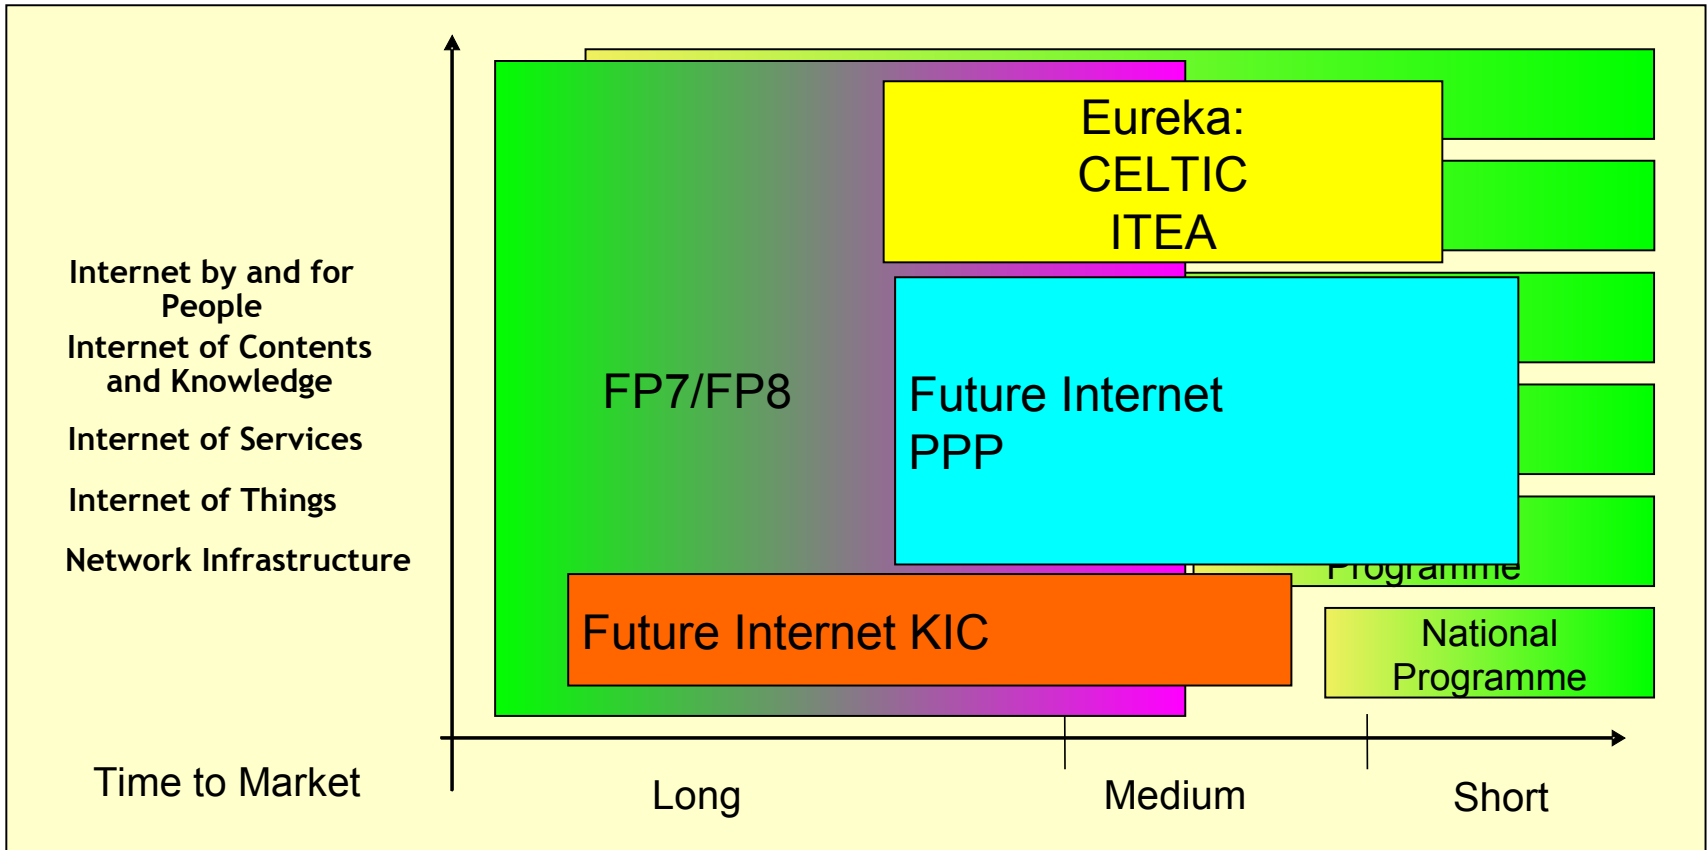 Eureka:
CELTIC
ITEA
Internet by and for
People
Internet of Contents
and Knowledge
Internet of Services
Internet of Things
Network Infrastructure
FP7/FP8
Future Internet
PPP
Programme
Future Internet KIC
National
Programme
Time to Market
Long
Medium
Short